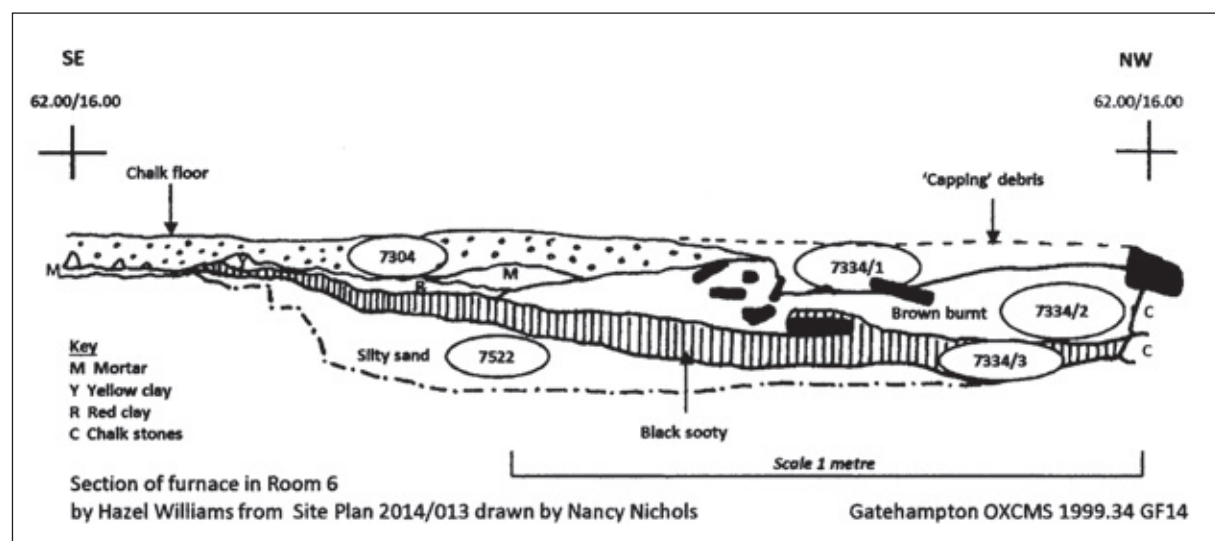 SE
NW
62.00/16.00
62.00/16.00
Chalk floor
'Capping' debris
7304
M
7334/1
M
R
Brown burnt
7334/2
C
Silty sand
7522
7334/3
C
Key
M Mortar
Y Yellow clay
R Red clay
C Chalk stones
Black sooty
Scale 1 metre
Section of furnace in Room 6
by Hazel Williams from Site Plan 2014/013 drawn by Nancy Nichols
Gatehampton OXCMS 1999.34 GF14